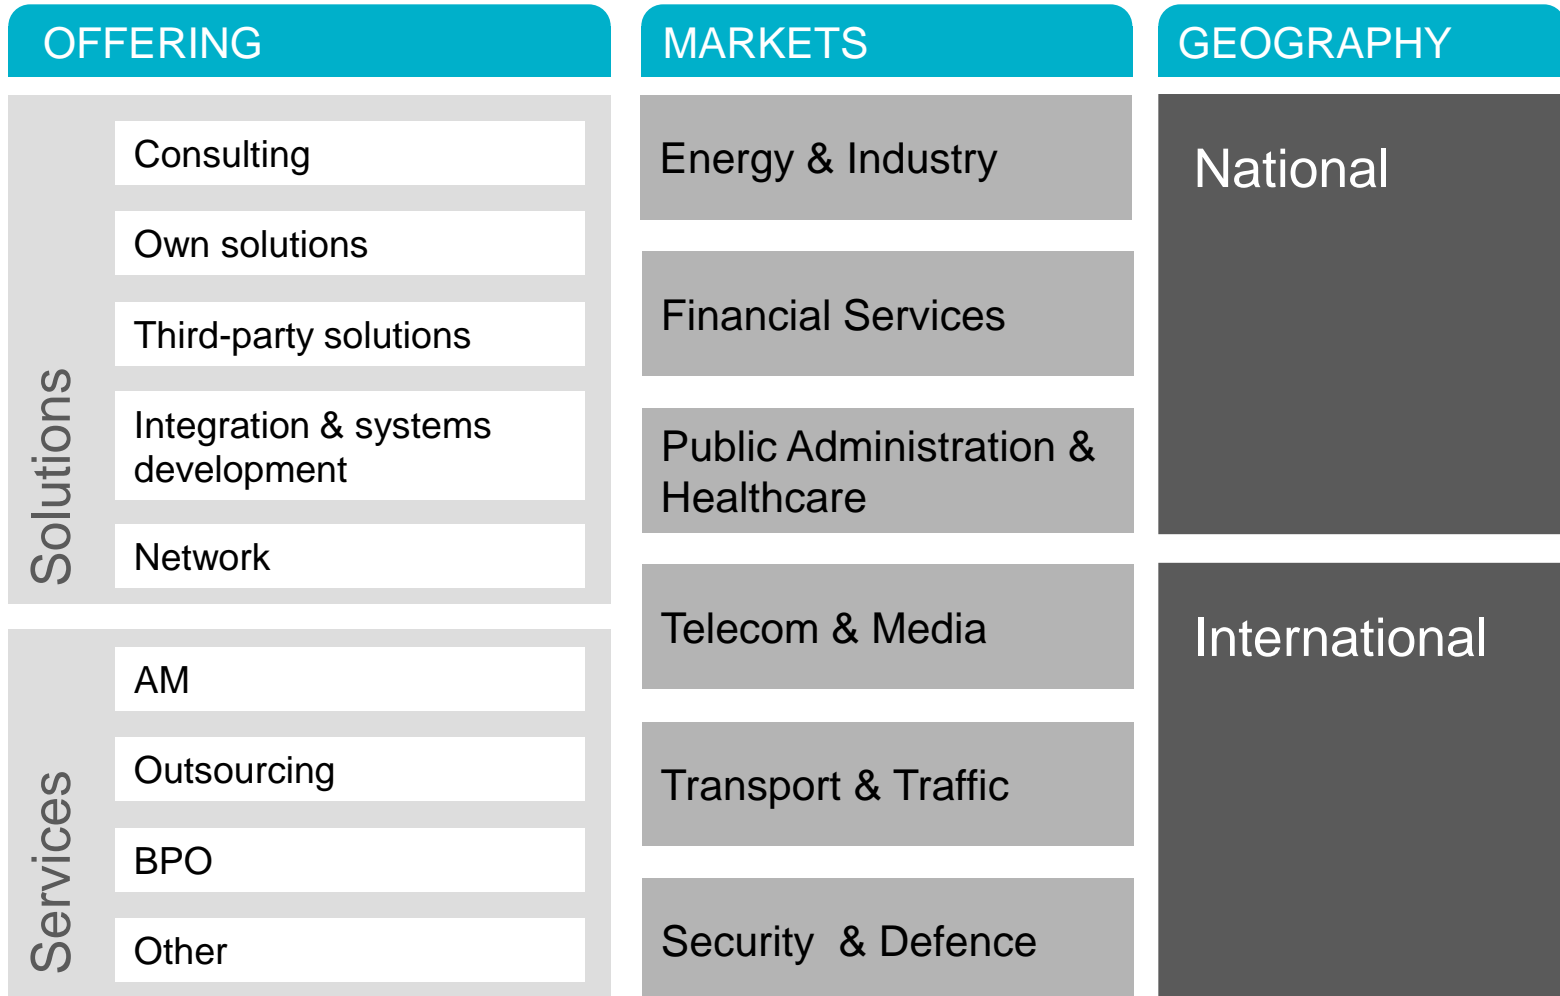 OFFERING
Solutions
Consulting
Own solutions
Third-party solutions
Integration & systems
development
Network
Services
AM
Outsourcing
BPO
Other
MARKETS
Energy & Industry
Financial Services
Public Administration &
Healthcare
Telecom & Media
Transport & Traffic
Security  & Defence
GEOGRAPHY
National
International